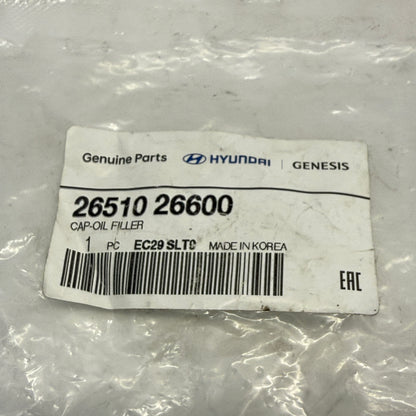 Genuine Parts HYUNDAI | GENESIS
26510 26600
CAP-OIL FILLER
1 PC EC29 SLT0 MADE IN KOREA
EAC